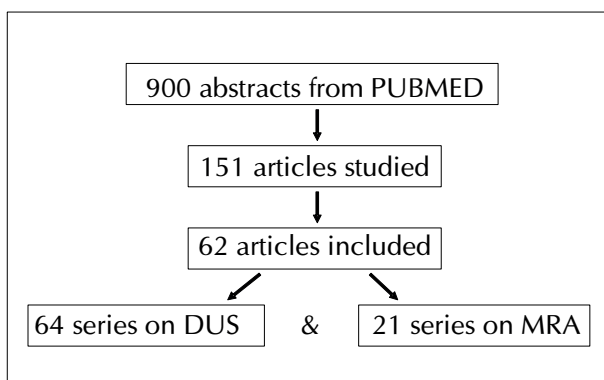 900 abstracts from PUBMED
151 articles studied
62 articles included
64 series on DUS & 21 series on MRA